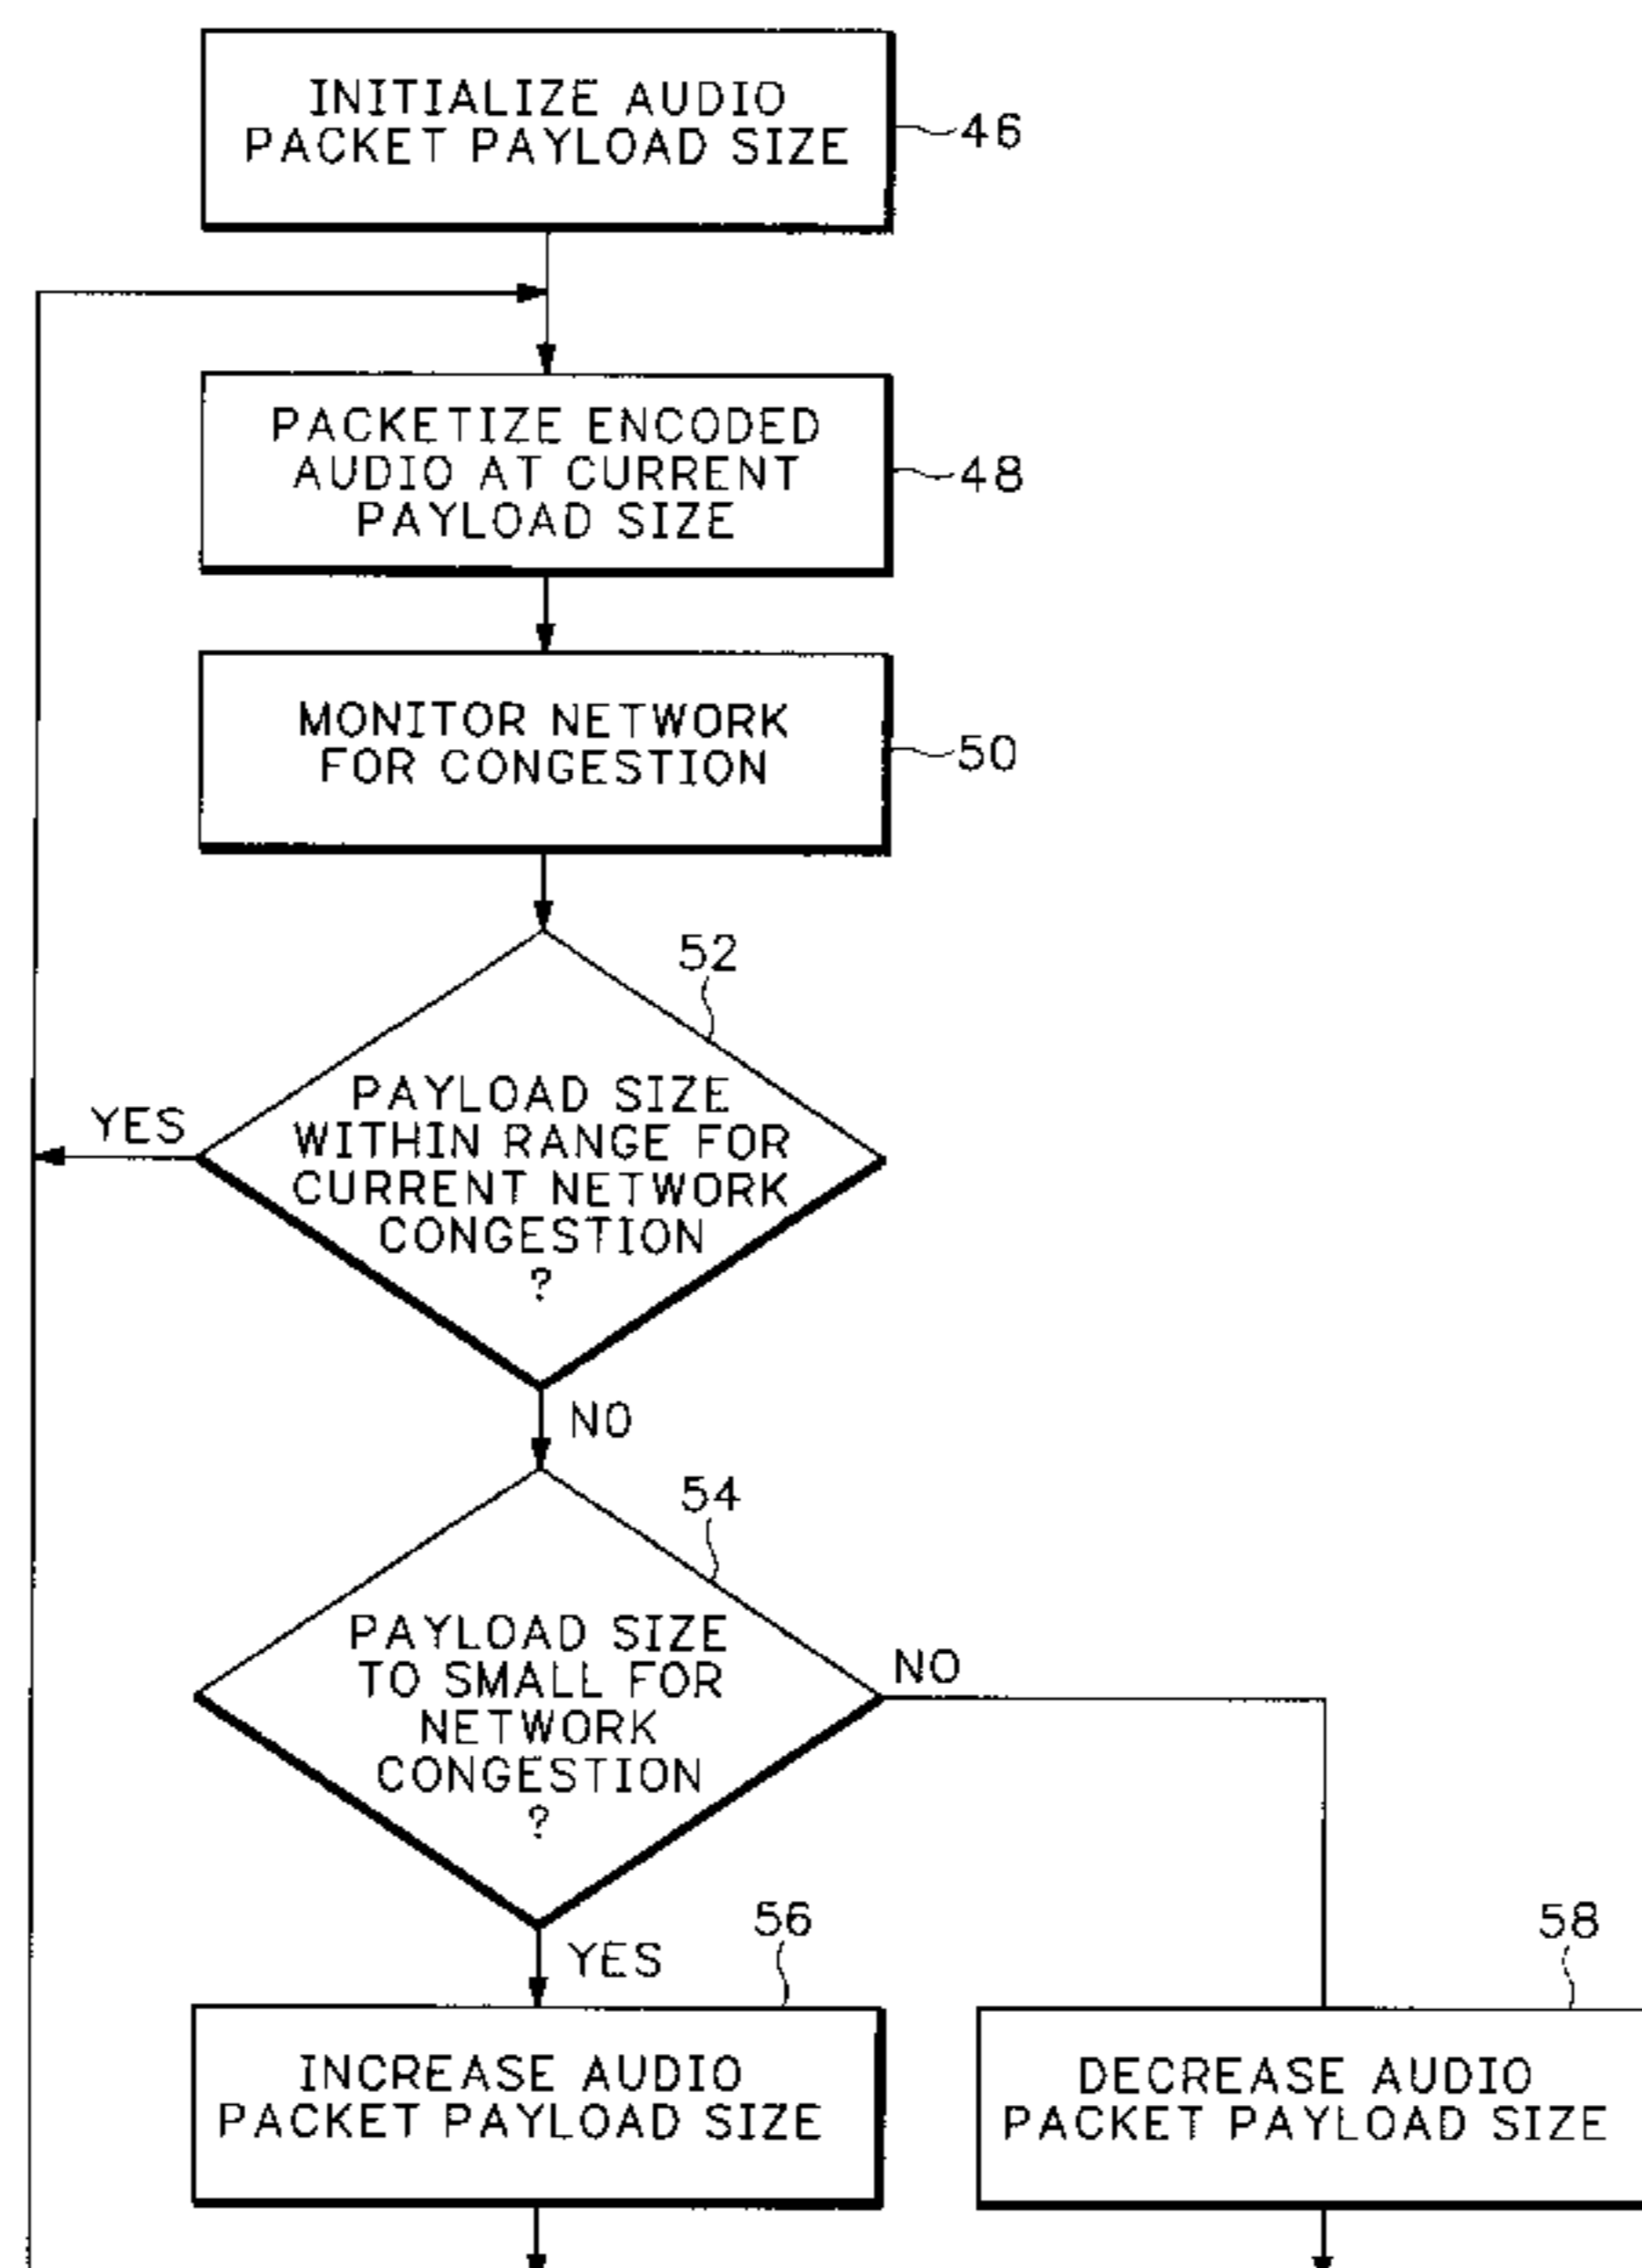 INITIALIZE AUDIO
PACKET PAYLOAD SIZE
46
PACKETIZE ENCODED
AUDIO AT CURRENT
PAYLOAD SIZE
48
MONITOR NETWORK
FOR CONGESTION
50
52
PAYLOAD SIZE
WITHIN RANGE FOR
CURRENT NETWORK
CONGESTION
?
YES
NO
54
PAYLOAD SIZE
TO SMALL FOR
NETWORK
CONGESTION
?
NO
YES
56
INCREASE AUDIO
PACKET PAYLOAD SIZE
58
DECREASE AUDIO
PACKET PAYLOAD SIZE